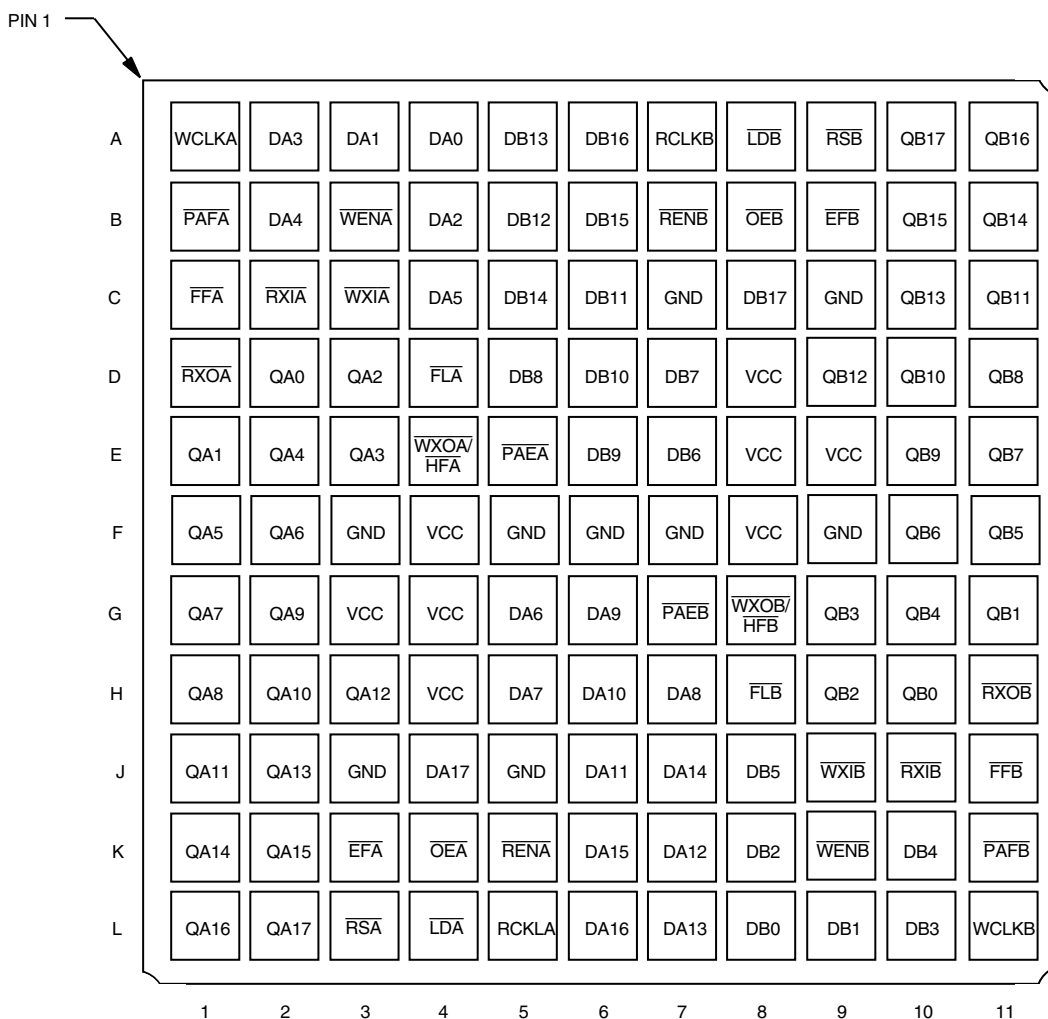 PIN 1
A WCLKA DA3 DA1 DA0 DB13 DB16 RCLKB LDB RSB QB17 QB16
B PAFA DA4 WENA DA2 DB12 DB15 RENB OEB EFB QB15 QB14
C FFA RXIA WXIA DA5 DB14 DB11 GND DB17 GND QB13 QB11
D RXOA QA0 QA2 FLA DB8 DB10 DB7 VCC QB12 QB10 QB8
E QA1 QA4 QA3 WXOA/ HFA PAEA DB9 DB6 VCC VCC QB9 QB7
F QA5 QA6 GND VCC GND GND GND VCC GND QB6 QB5
G QA7 QA9 VCC VCC DA6 DA9 PAEB WXOB/ HFB QB3 QB4 QB1
H QA8 QA10 QA12 VCC DA7 DA10 DA8 FLB QB2 QB0 RXOB
J QA11 QA13 GND DA17 GND DA11 DA14 DB5 WXIB RXIB FFB
K QA14 QA15 EFA OEA RENA DA15 DA12 DB2 WENB DB4 PAFB
L QA16 QA17 RSA LDA RCKLA DA16 DA13 DB0 DB1 DB3 WCLKB
1 2 3 4 5 6 7 8 9 10 11